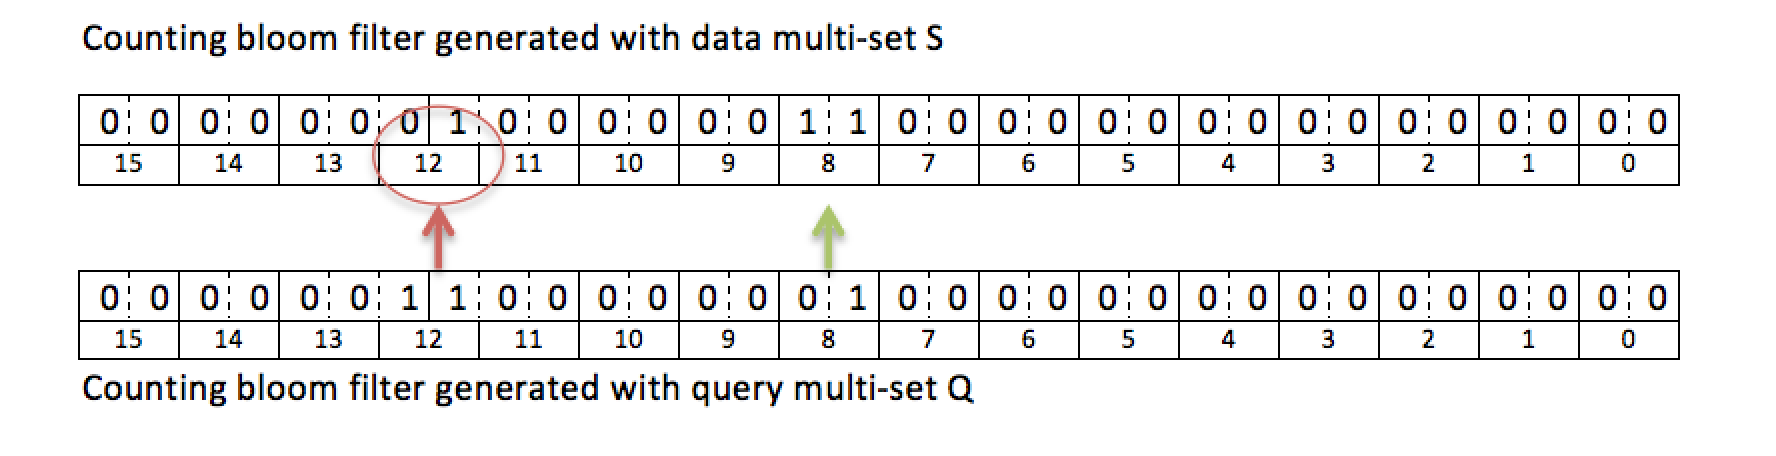 Counting bloom filter generated with data multi-set S
0 0 0 0 0 0 0 1 0 0 0 0 0 0 1 1 0 0 0 0 0 0 0 0 0 0 0 0 0 0 0 0
15 14 13 12 11 10 9 8 7 6 5 4 3 2 1 0
0 0 0 0 0 0 1 1 0 0 0 0 0 0 0 1 0 0 0 0 0 0 0 0 0 0 0 0 0 0 0 0
15 14 13 12 11 10 9 8 7 6 5 4 3 2 1 0
Counting bloom filter generated with query multi-set Q